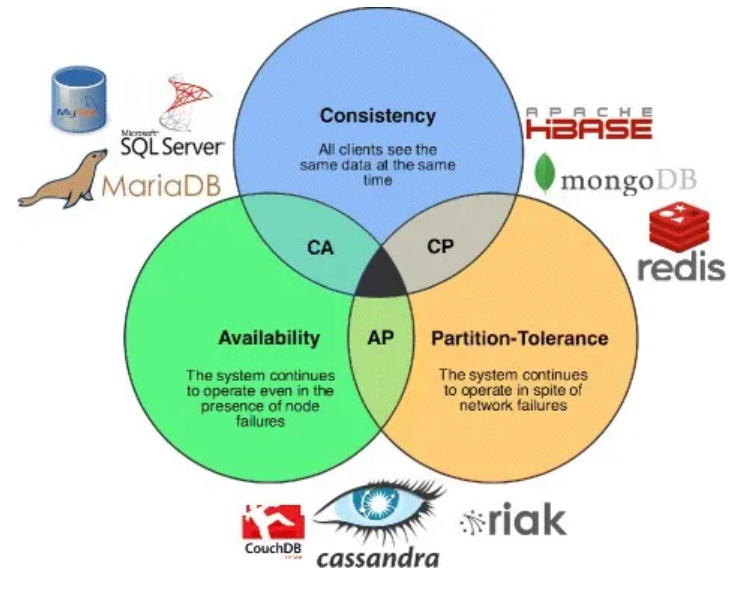 Consistency
All clients see the
same data at the same
time
MySQL
Microsoft
SQL Server
MariaDB
APACHE
HBASE
mongoDB
redis
CA
CP
AP
Availability
The system continues
to operate even in the
presence of node
failures
Partition-Tolerance
The system continues
to operate in spite of
network failures
CouchDB
cassandra
riak